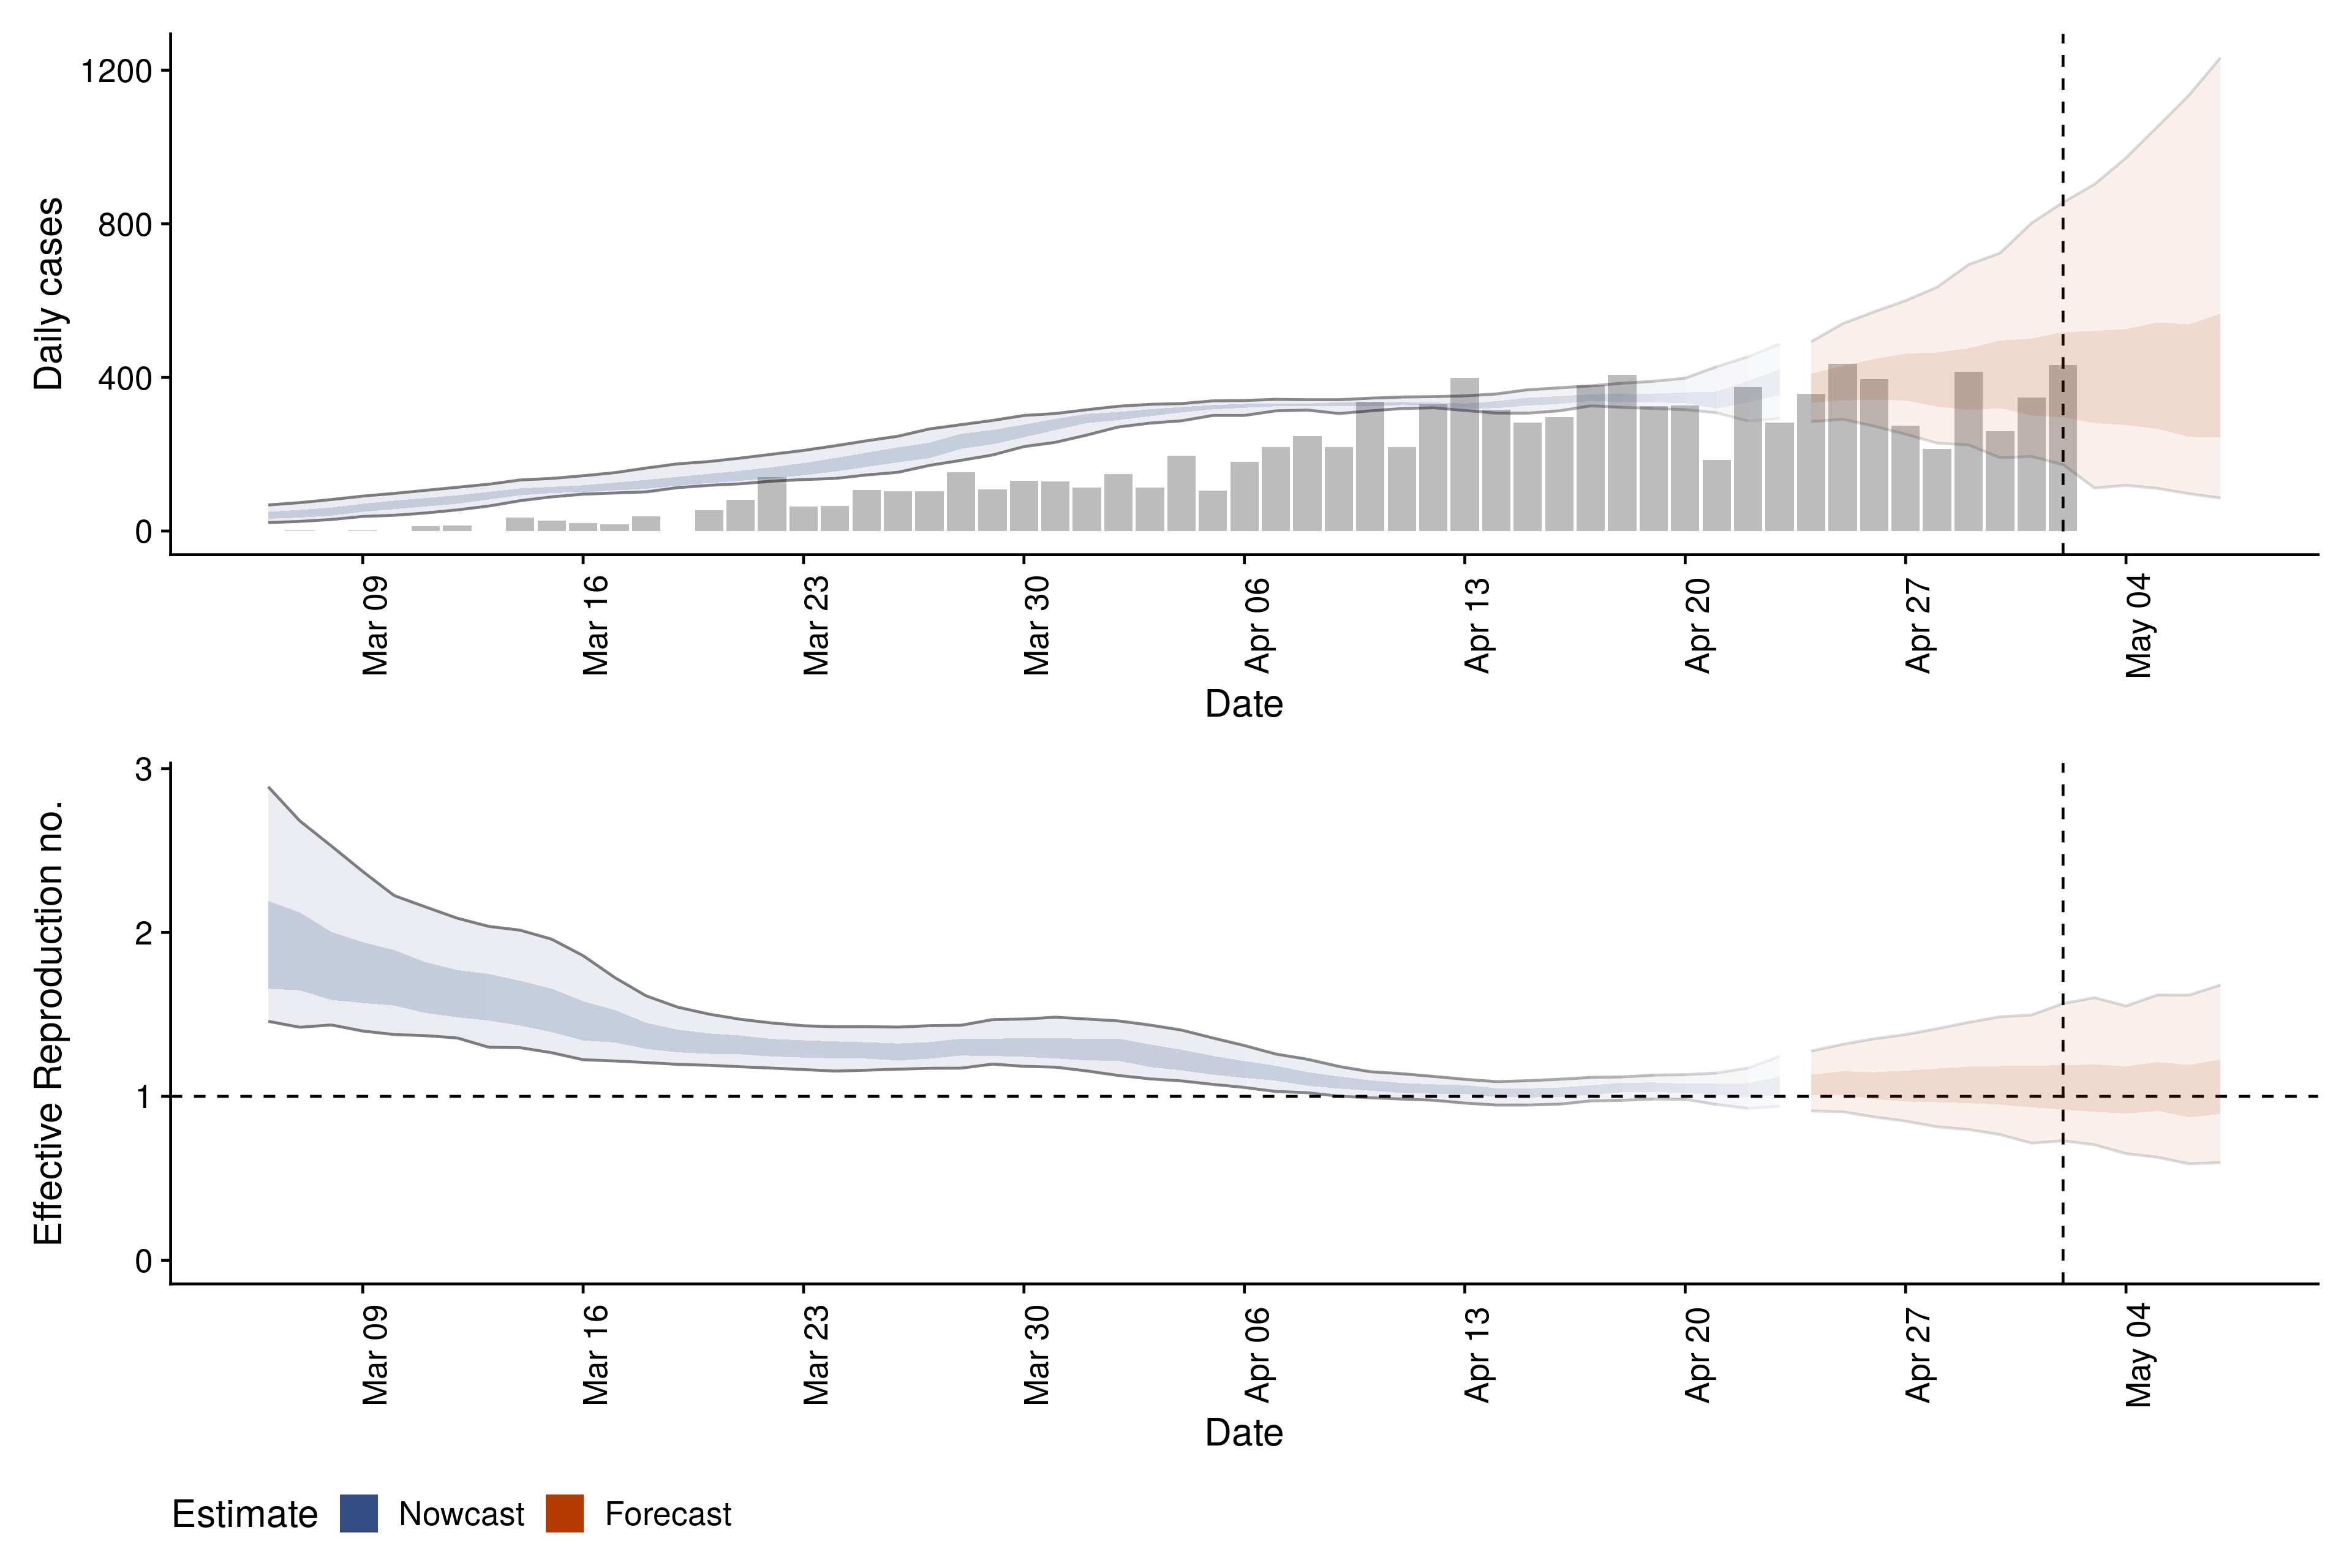 1200
800
400
0
Daily cases
Mar 09
Mar 16
Mar 23
Mar 30
Apr 06
Apr 13
Apr 20
Apr 27
May 04
Date
3
2
1
0
Effective Reproduction no.
Mar 09
Mar 16
Mar 23
Mar 30
Apr 06
Apr 13
Apr 20
Apr 27
May 04
Date
Estimate Nowcast Forecast